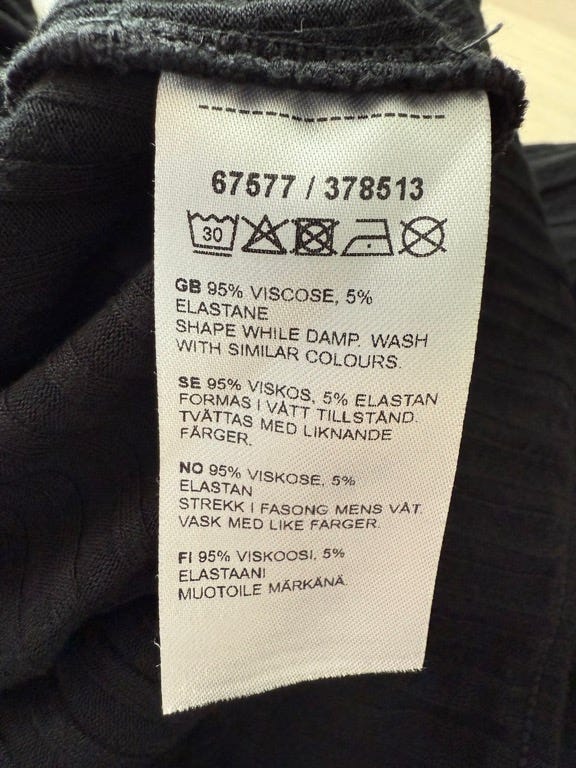 67577 / 378513
30
GB 95% VISCOSE, 5%
ELASTANE
SHAPE WHILE DAMP. WASH
WITH SIMILAR COLOURS.
SE 95% VISKOS, 5% ELASTAN
FORMAS I VÅTT TILLSTÅND.
TVÄTTAS MED LIKNANDE
FÄRGER.
NO 95% VISKOSE, 5%
ELASTAN
STREKK I FASONG MENS VÅT.
VASK MED LIKE FARGER.
FI 95% VISKOOSI, 5%
ELASTAANI
MUOTOILE MÄRKÄNÄ.